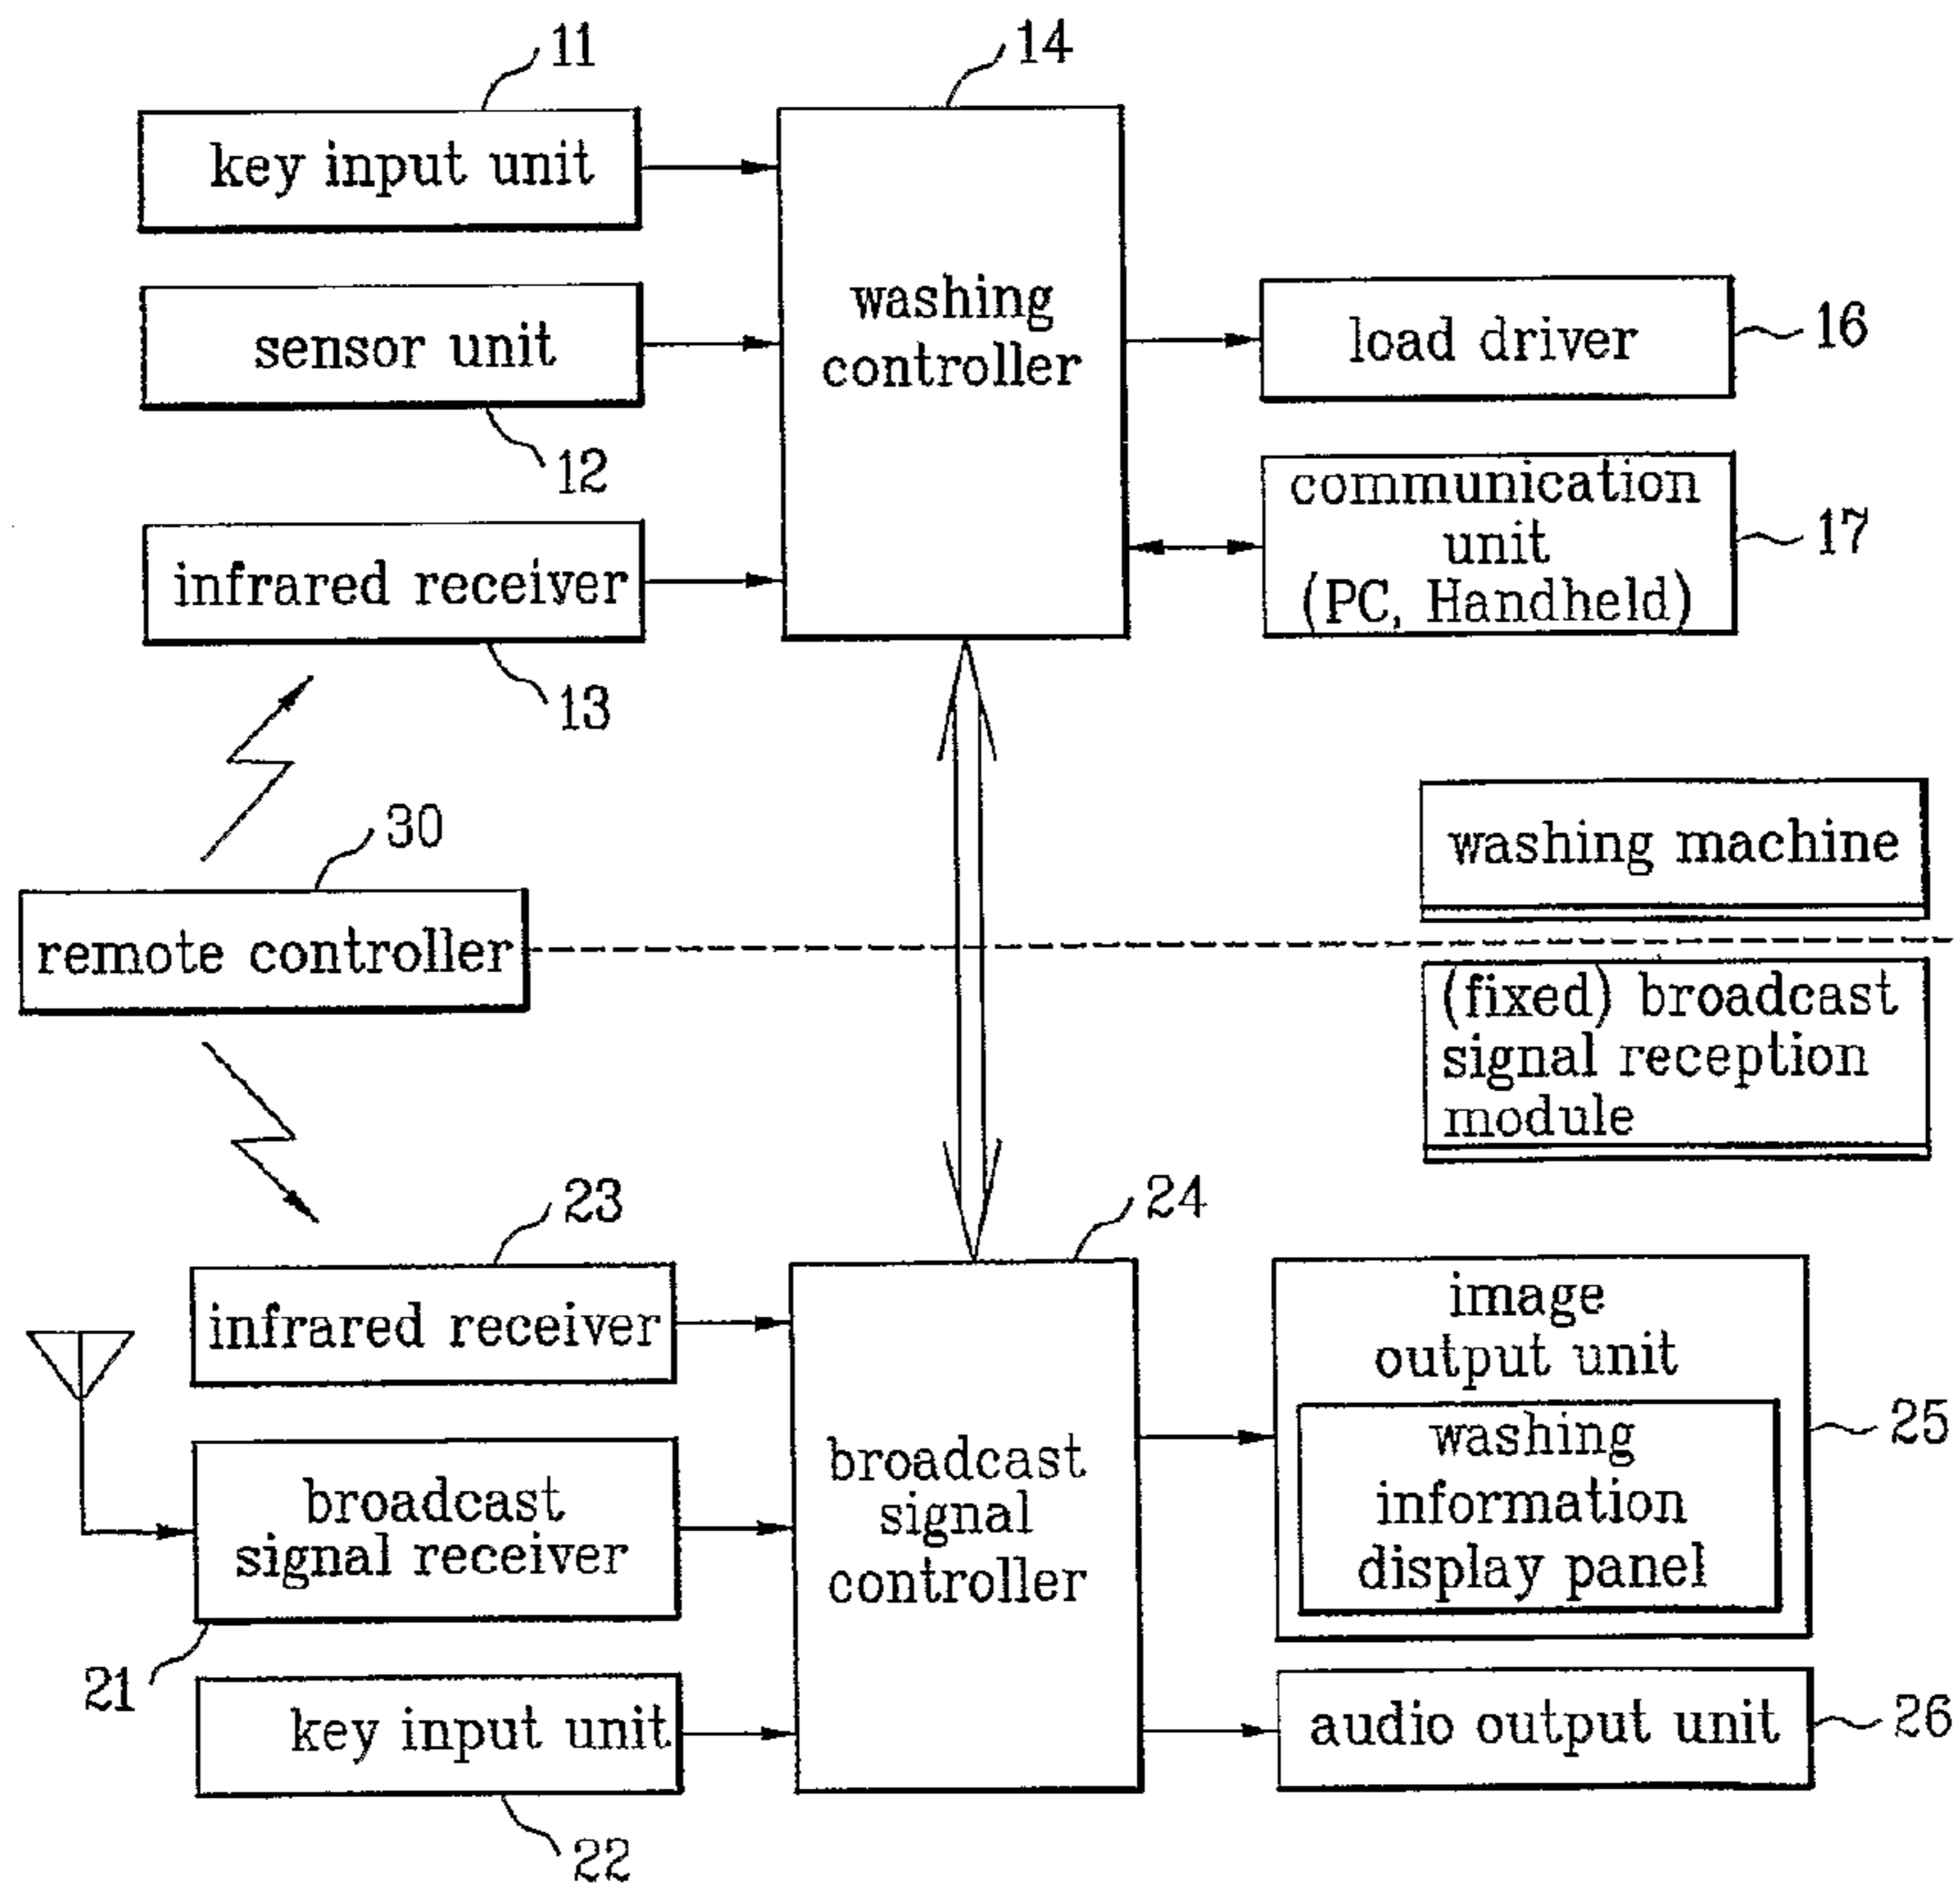 11
14
key input unit
sensor unit
12
washing
controller
load driver
16
communication
unit
(PC, Handheld)
17
infrared receiver
13
30
remote controller
washing machine
(fixed) broadcast
signal reception
module
23
24
infrared receiver
broadcast
signal receiver
21
key input unit
22
broadcast
signal
controller
image
output unit
washing
information
display panel
25
audio output unit
26